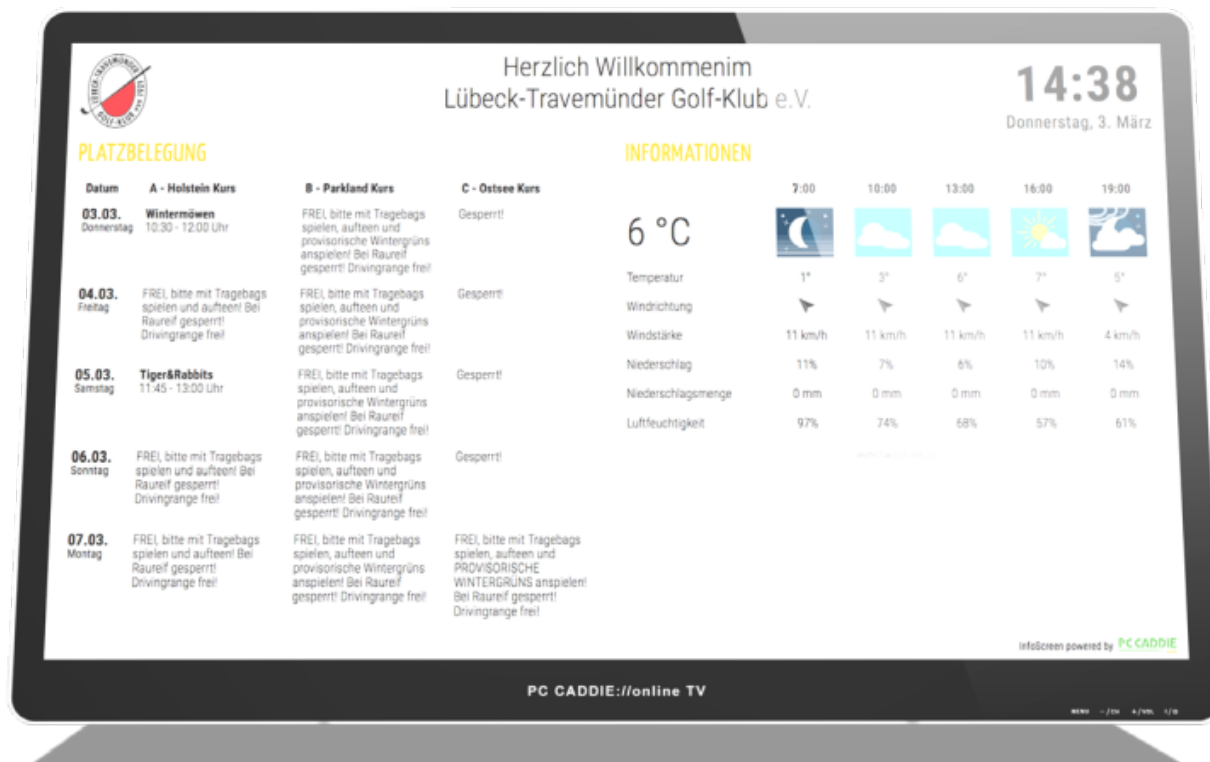 Herzlich Willkommenim
Lübeck-Travemünder Golf-Klub e.V.
14:38
Donnerstag, 3. März
PLATZBELEGUNG
Datum A - Holstein Kurs B - Parkland Kurs C - Ostsee Kurs
03.03.
Donnerstag
Wintermöwen
10:30 - 12:00 Uhr
FREI, bitte mit Tragebags
spielen, aufteen und
provisorische Wintergrüns
anspielen! Bei Raureif
gesperrt! Drivingrange frei!
Gesperrt!
04.03.
Freitag
FREI, bitte mit Tragebags
spielen und aufteen! Bei
Raureif gesperrt!
Drivingrange frei!
FREI, bitte mit Tragebags
spielen, aufteen und
provisorische Wintergrüns
anspielen! Bei Raureif
gesperrt! Drivingrange frei!
Gesperrt!
05.03.
Samstag
Tiger&Rabbits
11:45 - 13:00 Uhr
FREI, bitte mit Tragebags
spielen, aufteen und
provisorische Wintergrüns
anspielen! Bei Raureif
gesperrt! Drivingrange frei!
Gesperrt!
06.03.
Sonntag
FREI, bitte mit Tragebags
spielen und aufteen! Bei
Raureif gesperrt!
Drivingrange frei!
FREI, bitte mit Tragebags
spielen, aufteen und
provisorische Wintergrüns
anspielen! Bei Raureif
gesperrt! Drivingrange frei!
Gesperrt!
07.03.
Montag
FREI, bitte mit Tragebags
spielen und aufteen! Bei
Raureif gesperrt!
Drivingrange frei!
FREI, bitte mit Tragebags
spielen, aufteen und
provisorische Wintergrüns
anspielen! Bei Raureif
gesperrt! Drivingrange frei!
FREI, bitte mit Tragebags
spielen, aufteen und
PROVISORISCHE
WINTERGRÜNS anspielen!
Bei Raureif gesperrt!
Drivingrange frei!
INFORMATIONEN
7:00 10:00 13:00 16:00 19:00
6 °C
Temperatur 1° 3° 6° 7° 5°
Windrichtung
Windstärke 11 km/h 11 km/h 11 km/h 11 km/h 4 km/h
Niederschlag 11% 7% 6% 10% 14%
Niederschlagsmenge 0 mm 0 mm 0 mm 0 mm 0 mm
Luftfeuchtigkeit 97% 74% 68% 57% 61%
InfoScreen powered by PC CADDIE
PC CADDIE://online TV
MENU - / CH + / VOL